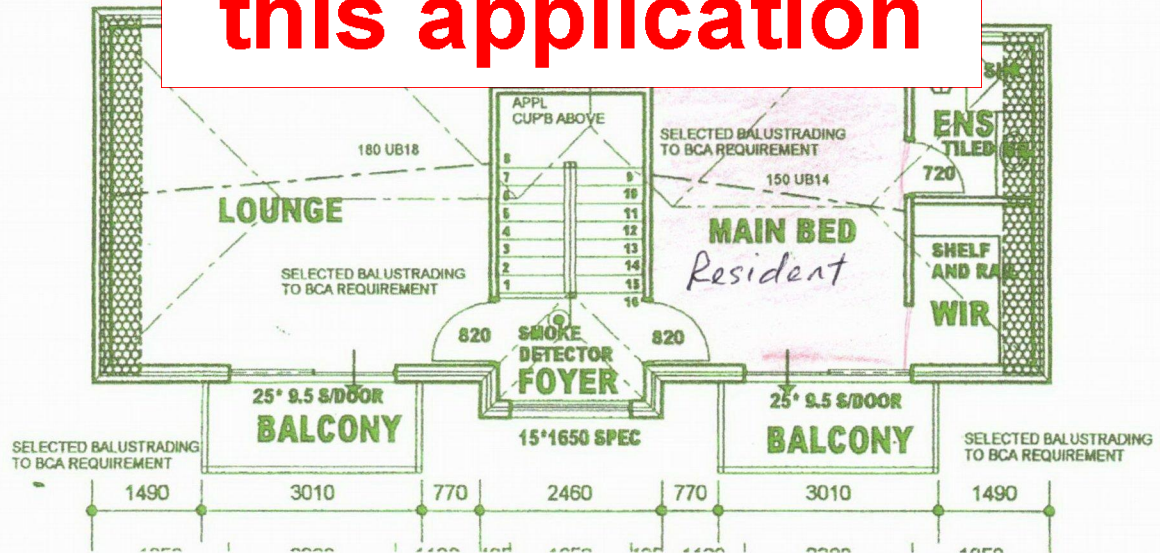 this application
APPL
CUP'B ABOVE
SELECTED BALUSTRADING
TO BCA REQUIREMENT
ENS
TILED
180 UB18
8
7
6
5
4
3
2
1
9
10
11
12
13
14
15
16
720
150 UB14
LOUNGE
MAIN BED
Resident
SHELF
AND RAIL
WIR
SELECTED BALUSTRADING
TO BCA REQUIREMENT
820
SMOKE
DETECTOR
FOYER
820
25* 9.5 S/DOOR
BALCONY
15*1650 SPEC
25* 9.5 S/DOOR
BALCONY
SELECTED BALUSTRADING
TO BCA REQUIREMENT
SELECTED BALUSTRADING
TO BCA REQUIREMENT
1490 3010 770 2460 770 3010 1490